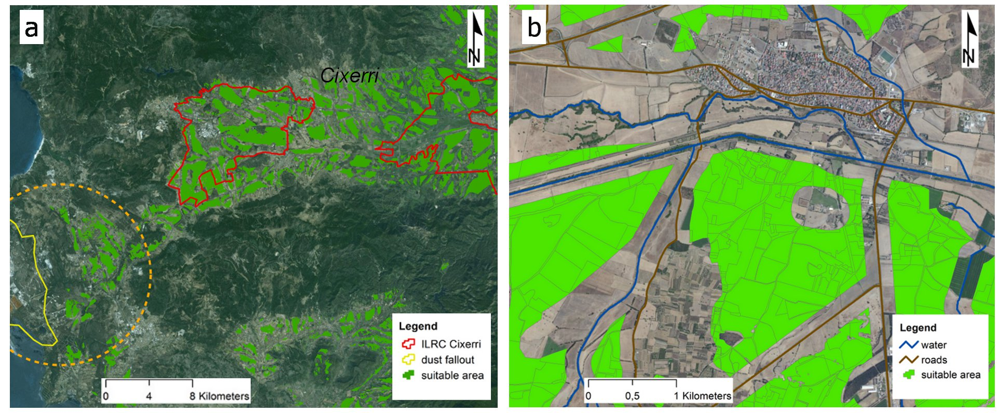 a
N
Cixerri
Legend
ILRC Cixerri
dust fallout
suitable area
0 4 8 Kilometers
b
N
Legend
water
roads
suitable area
0 0,5 1 Kilometers